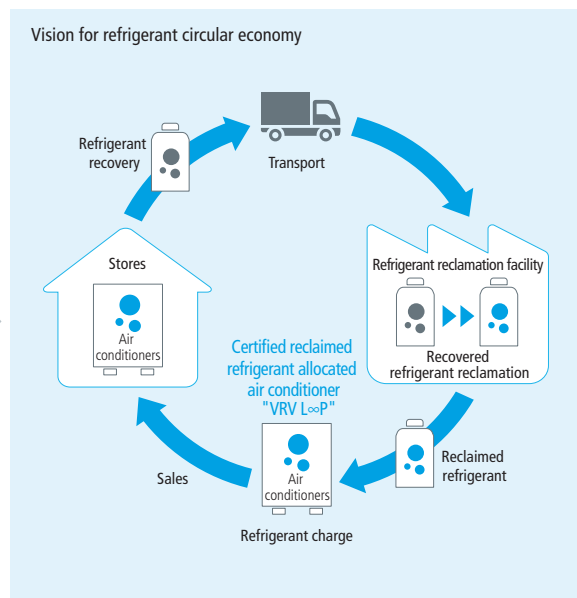 Vision for refrigerant circular economy
Refrigerant
recovery
Transport
Stores
Air
conditioners
Refrigerant reclamation facility
Recovered
refrigerant reclamation
Certified reclaimed
refrigerant allocated
air conditioner
"VRV L∞P"
Reclaimed
refrigerant
Air
conditioners
Sales
Refrigerant charge